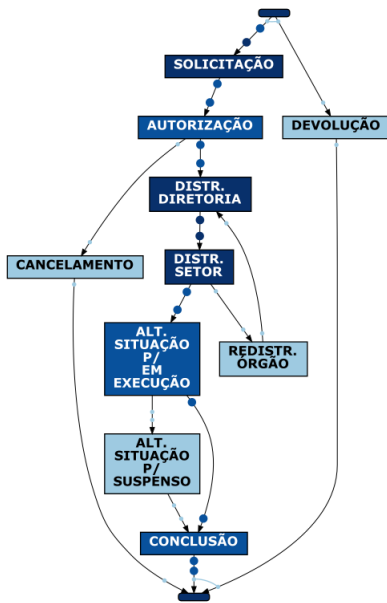 SOLICITAÇÃO
AUTORIZAÇÃO
DEVOLUÇÃO
DISTR.
DIRETORIA
CANCELAMENTO
DISTR.
SETOR
ALT.
SITUAÇÃO
P/
EM
EXECUÇÃO
REDISTR.
ÓRGÃO
ALT.
SITUAÇÃO
P/
SUSPENSO
CONCLUSÃO